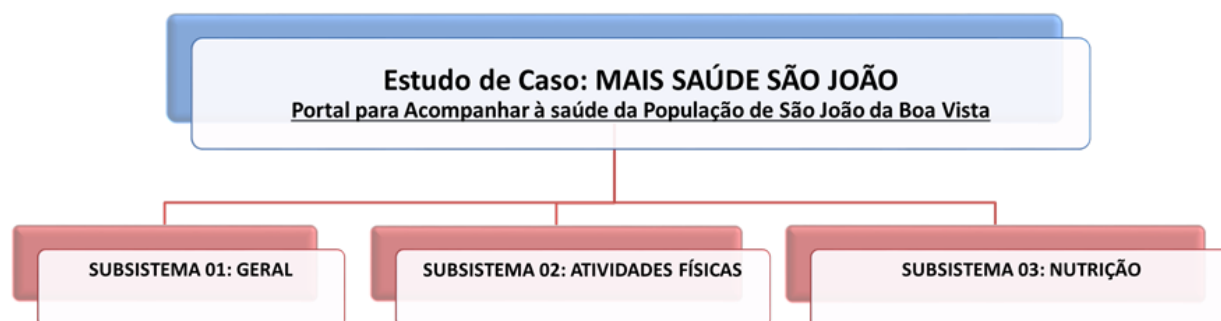 Estudo de Caso: MAIS SAÚDE SÃO JOÃO
Portal para Acompanhar à saúde da População de São João da Boa Vista
SUBSISTEMA 01: GERAL
SUBSISTEMA 02: ATIVIDADES FÍSICAS
SUBSISTEMA 03: NUTRIÇÃO